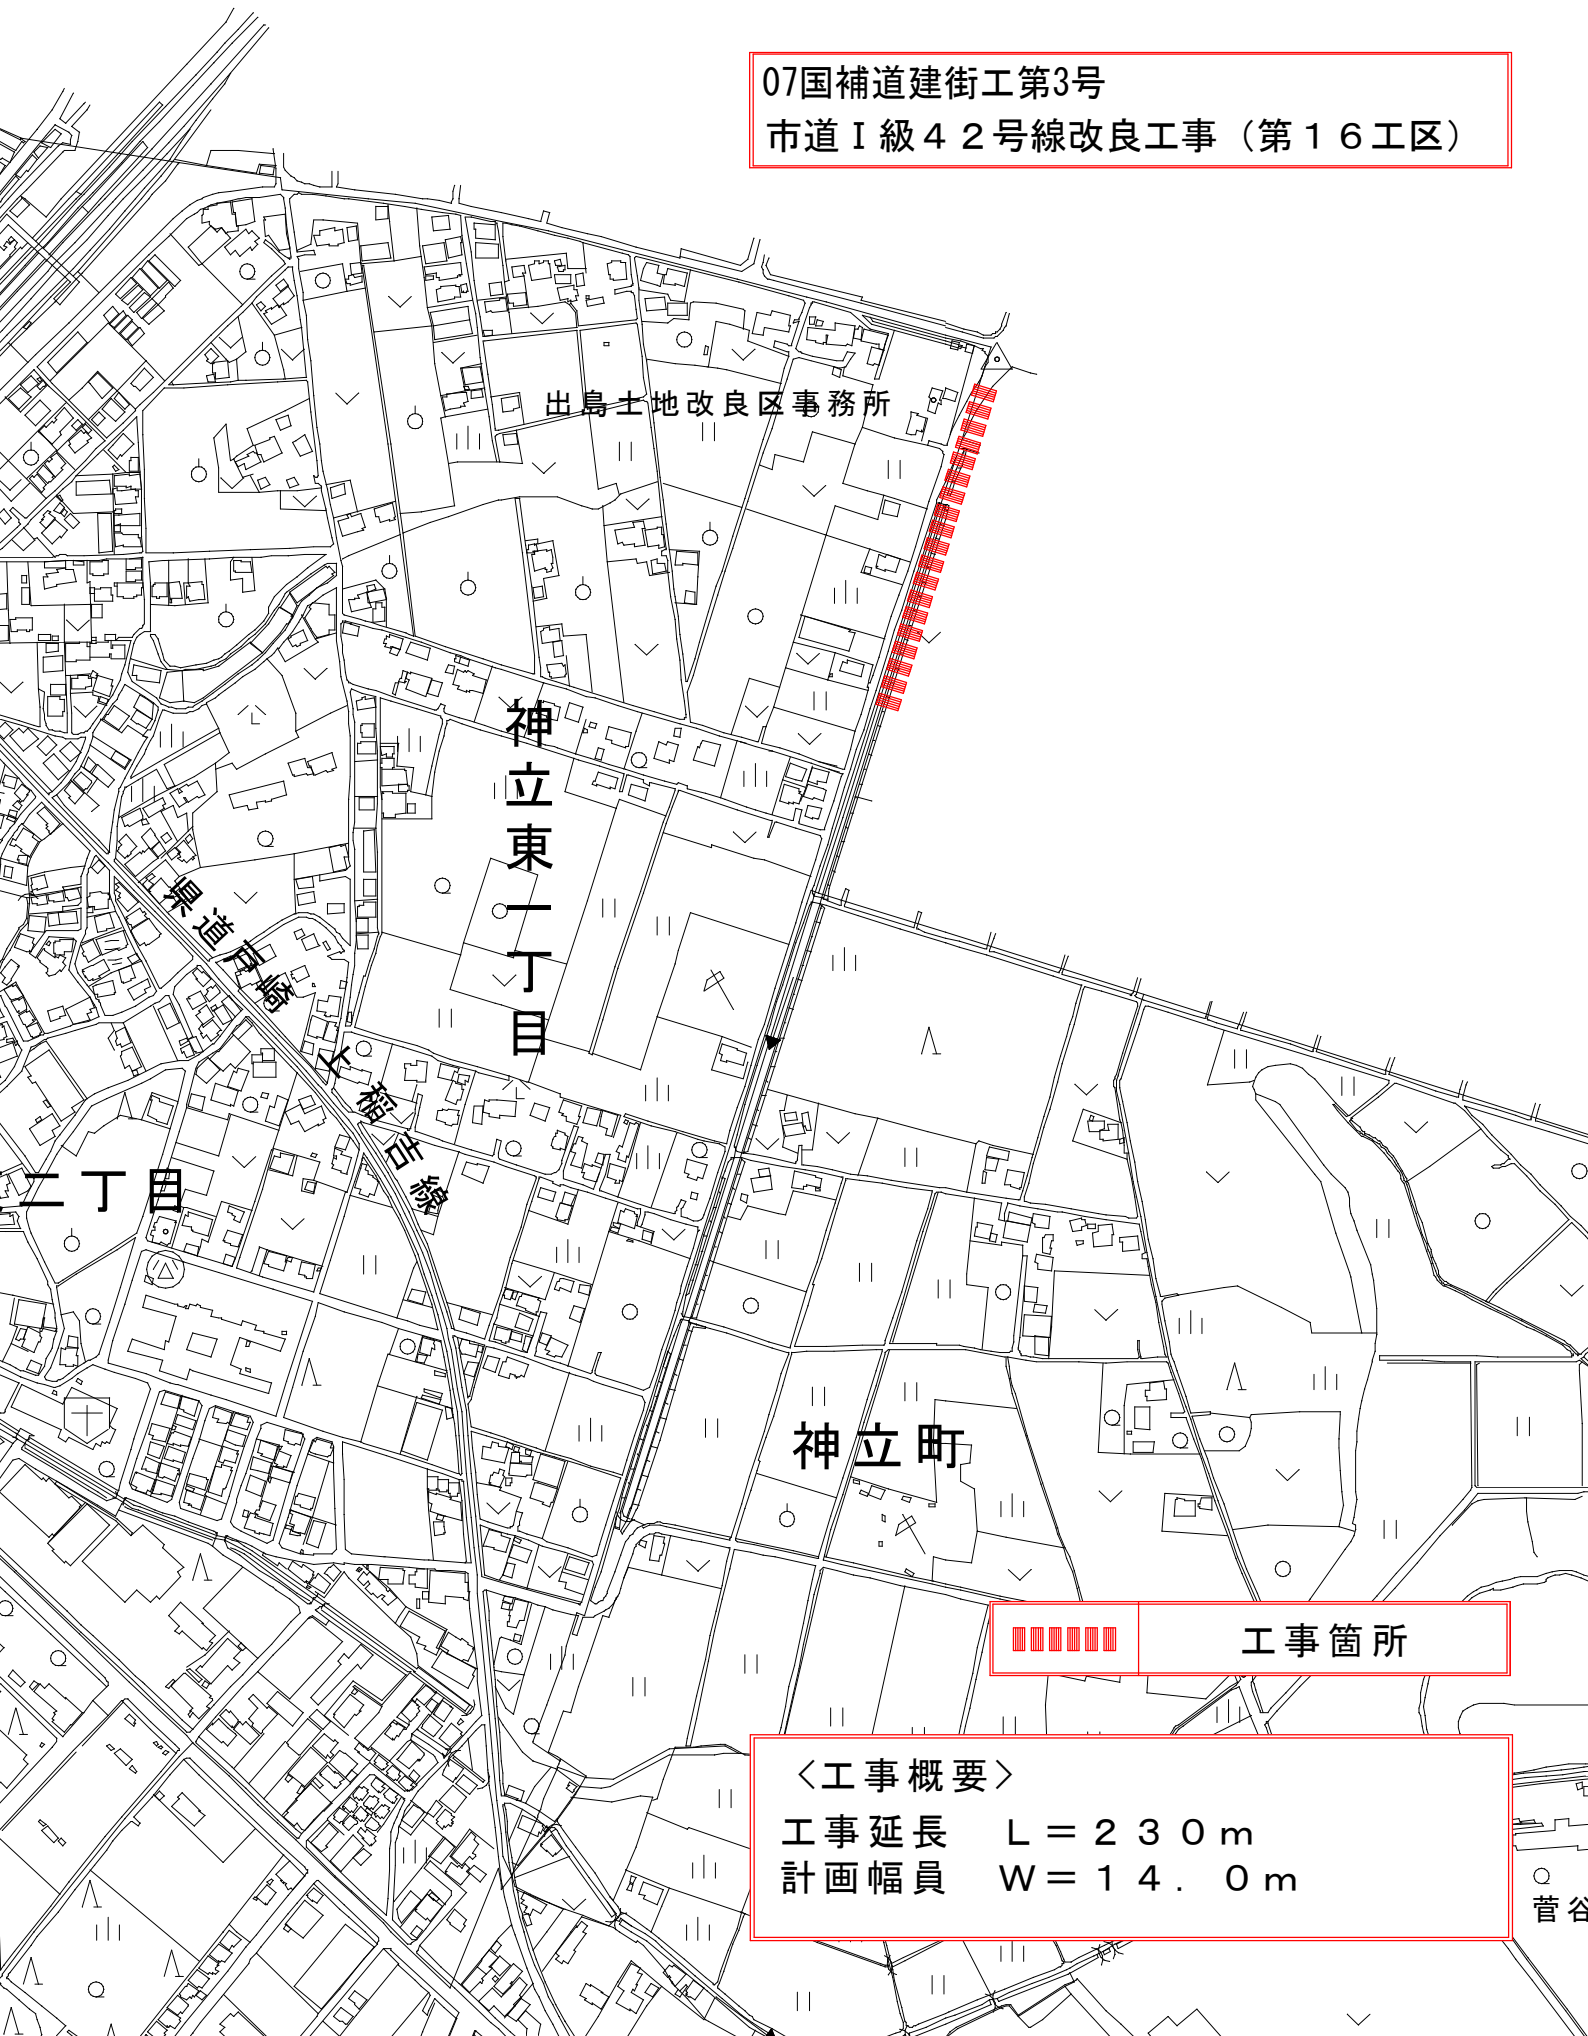 07国補道建街工第3号
市道Ⅰ級４２号線改良工事（第１６工区）
出島土地改良区事務所
神立東一丁目
県道戸崎上稲吉線
二丁目
神立町
工事箇所
＜工事概要＞
工事延長　Ｌ＝２３０ｍ
計画幅員　Ｗ＝１４．０ｍ
菅谷